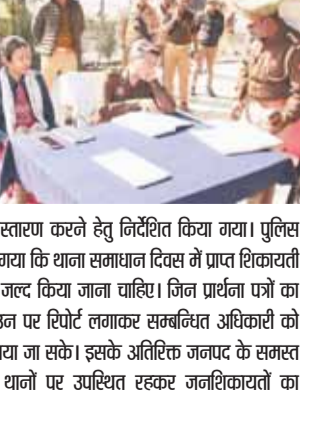 स्तारण करने हेतु निर्देशित किया गया। पुलिस
गया कि थाना समाधान दिवस में प्राप्त शिकायती
जल्द किया जाना चाहिए। जिन प्रार्थना पत्रों का
उन पर रिपोर्ट लगाकर सम्बन्धित अधिकारी को
या जा सके। इसके अतिरिक्त जनपद के समस्त
थानों पर उपस्थित रहकर जनशिकायतों का